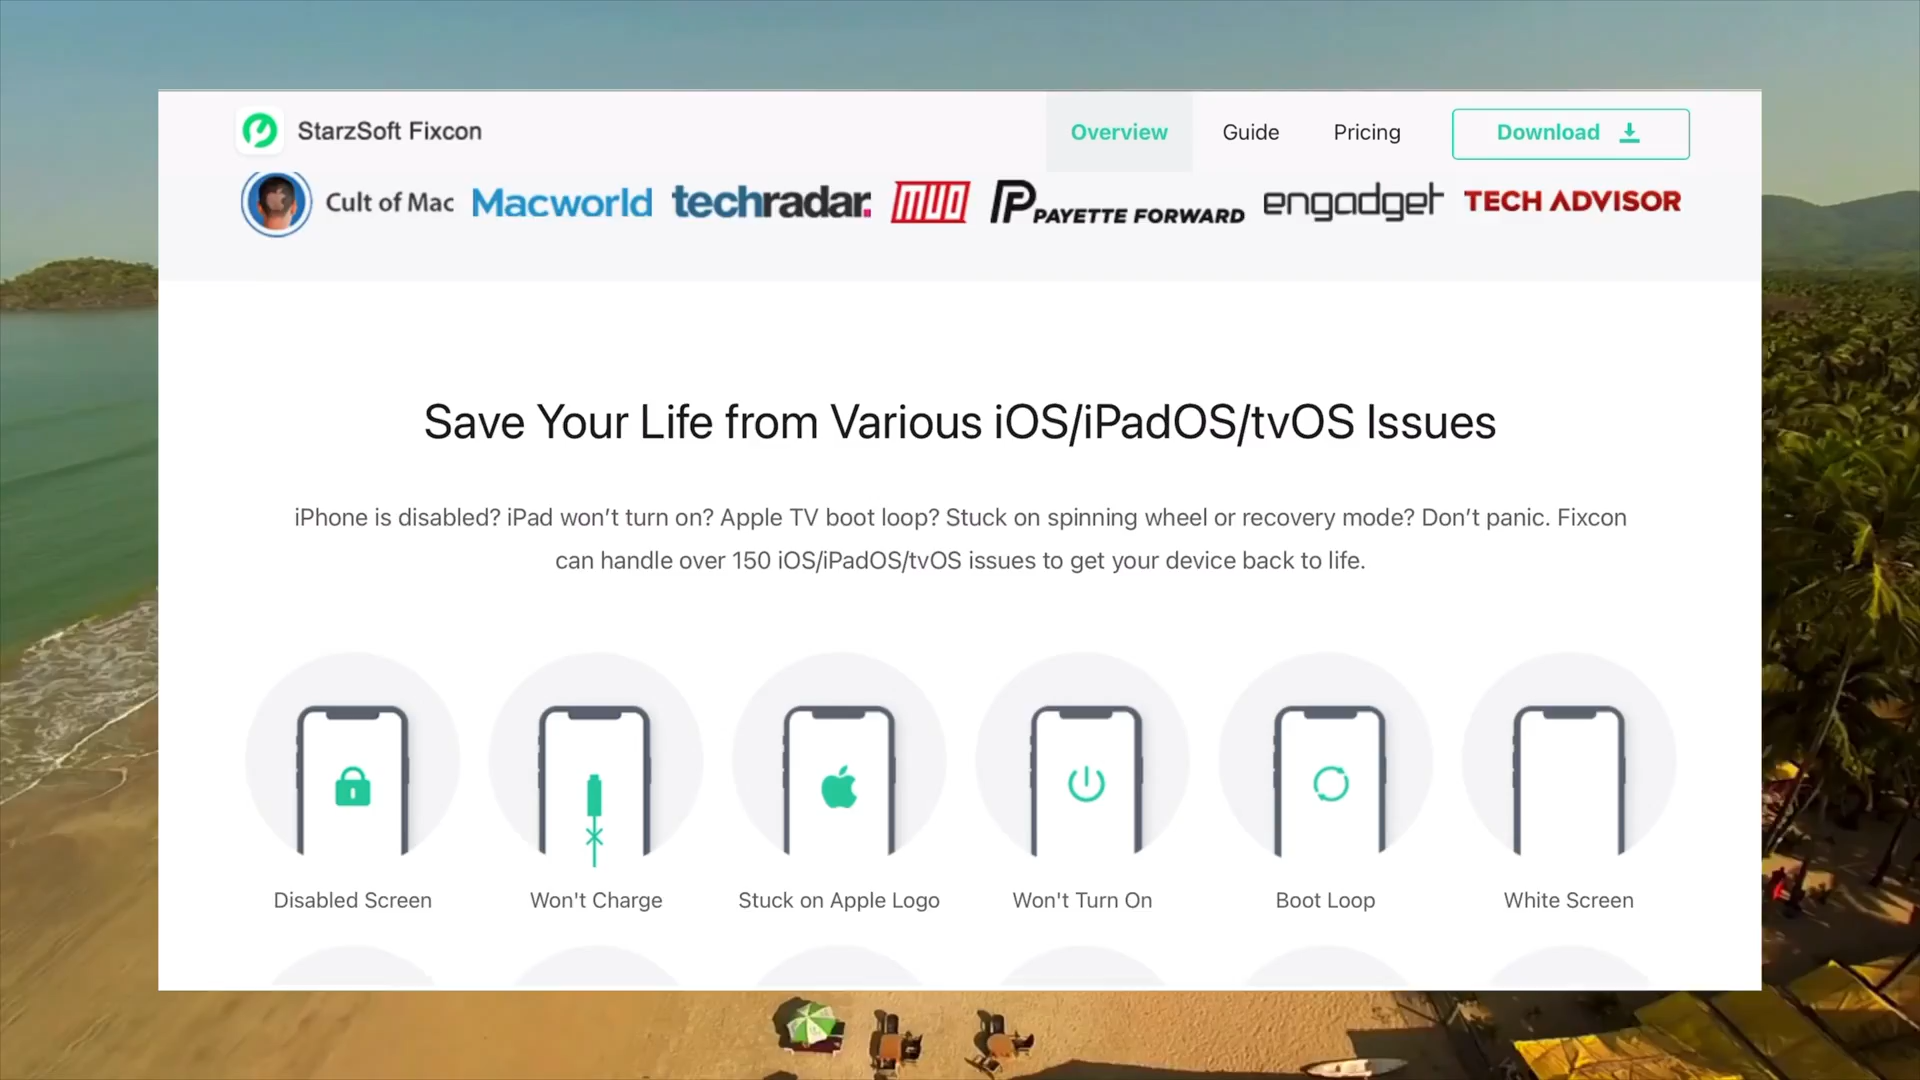 StarzSoft Fixcon
Overview
Guide
Pricing
Download
Cult of Mac
Macworld
techradar.
MUO
PAYETTE FORWARD
engadget
TECH ADVISOR
Save Your Life from Various iOS/iPadOS/tvOS Issues
iPhone is disabled? iPad won’t turn on? Apple TV boot loop? Stuck on spinning wheel or recovery mode? Don’t panic. Fixcon
can handle over 150 iOS/iPadOS/tvOS issues to get your device back to life.
Disabled Screen
Won't Charge
Stuck on Apple Logo
Won't Turn On
Boot Loop
White Screen